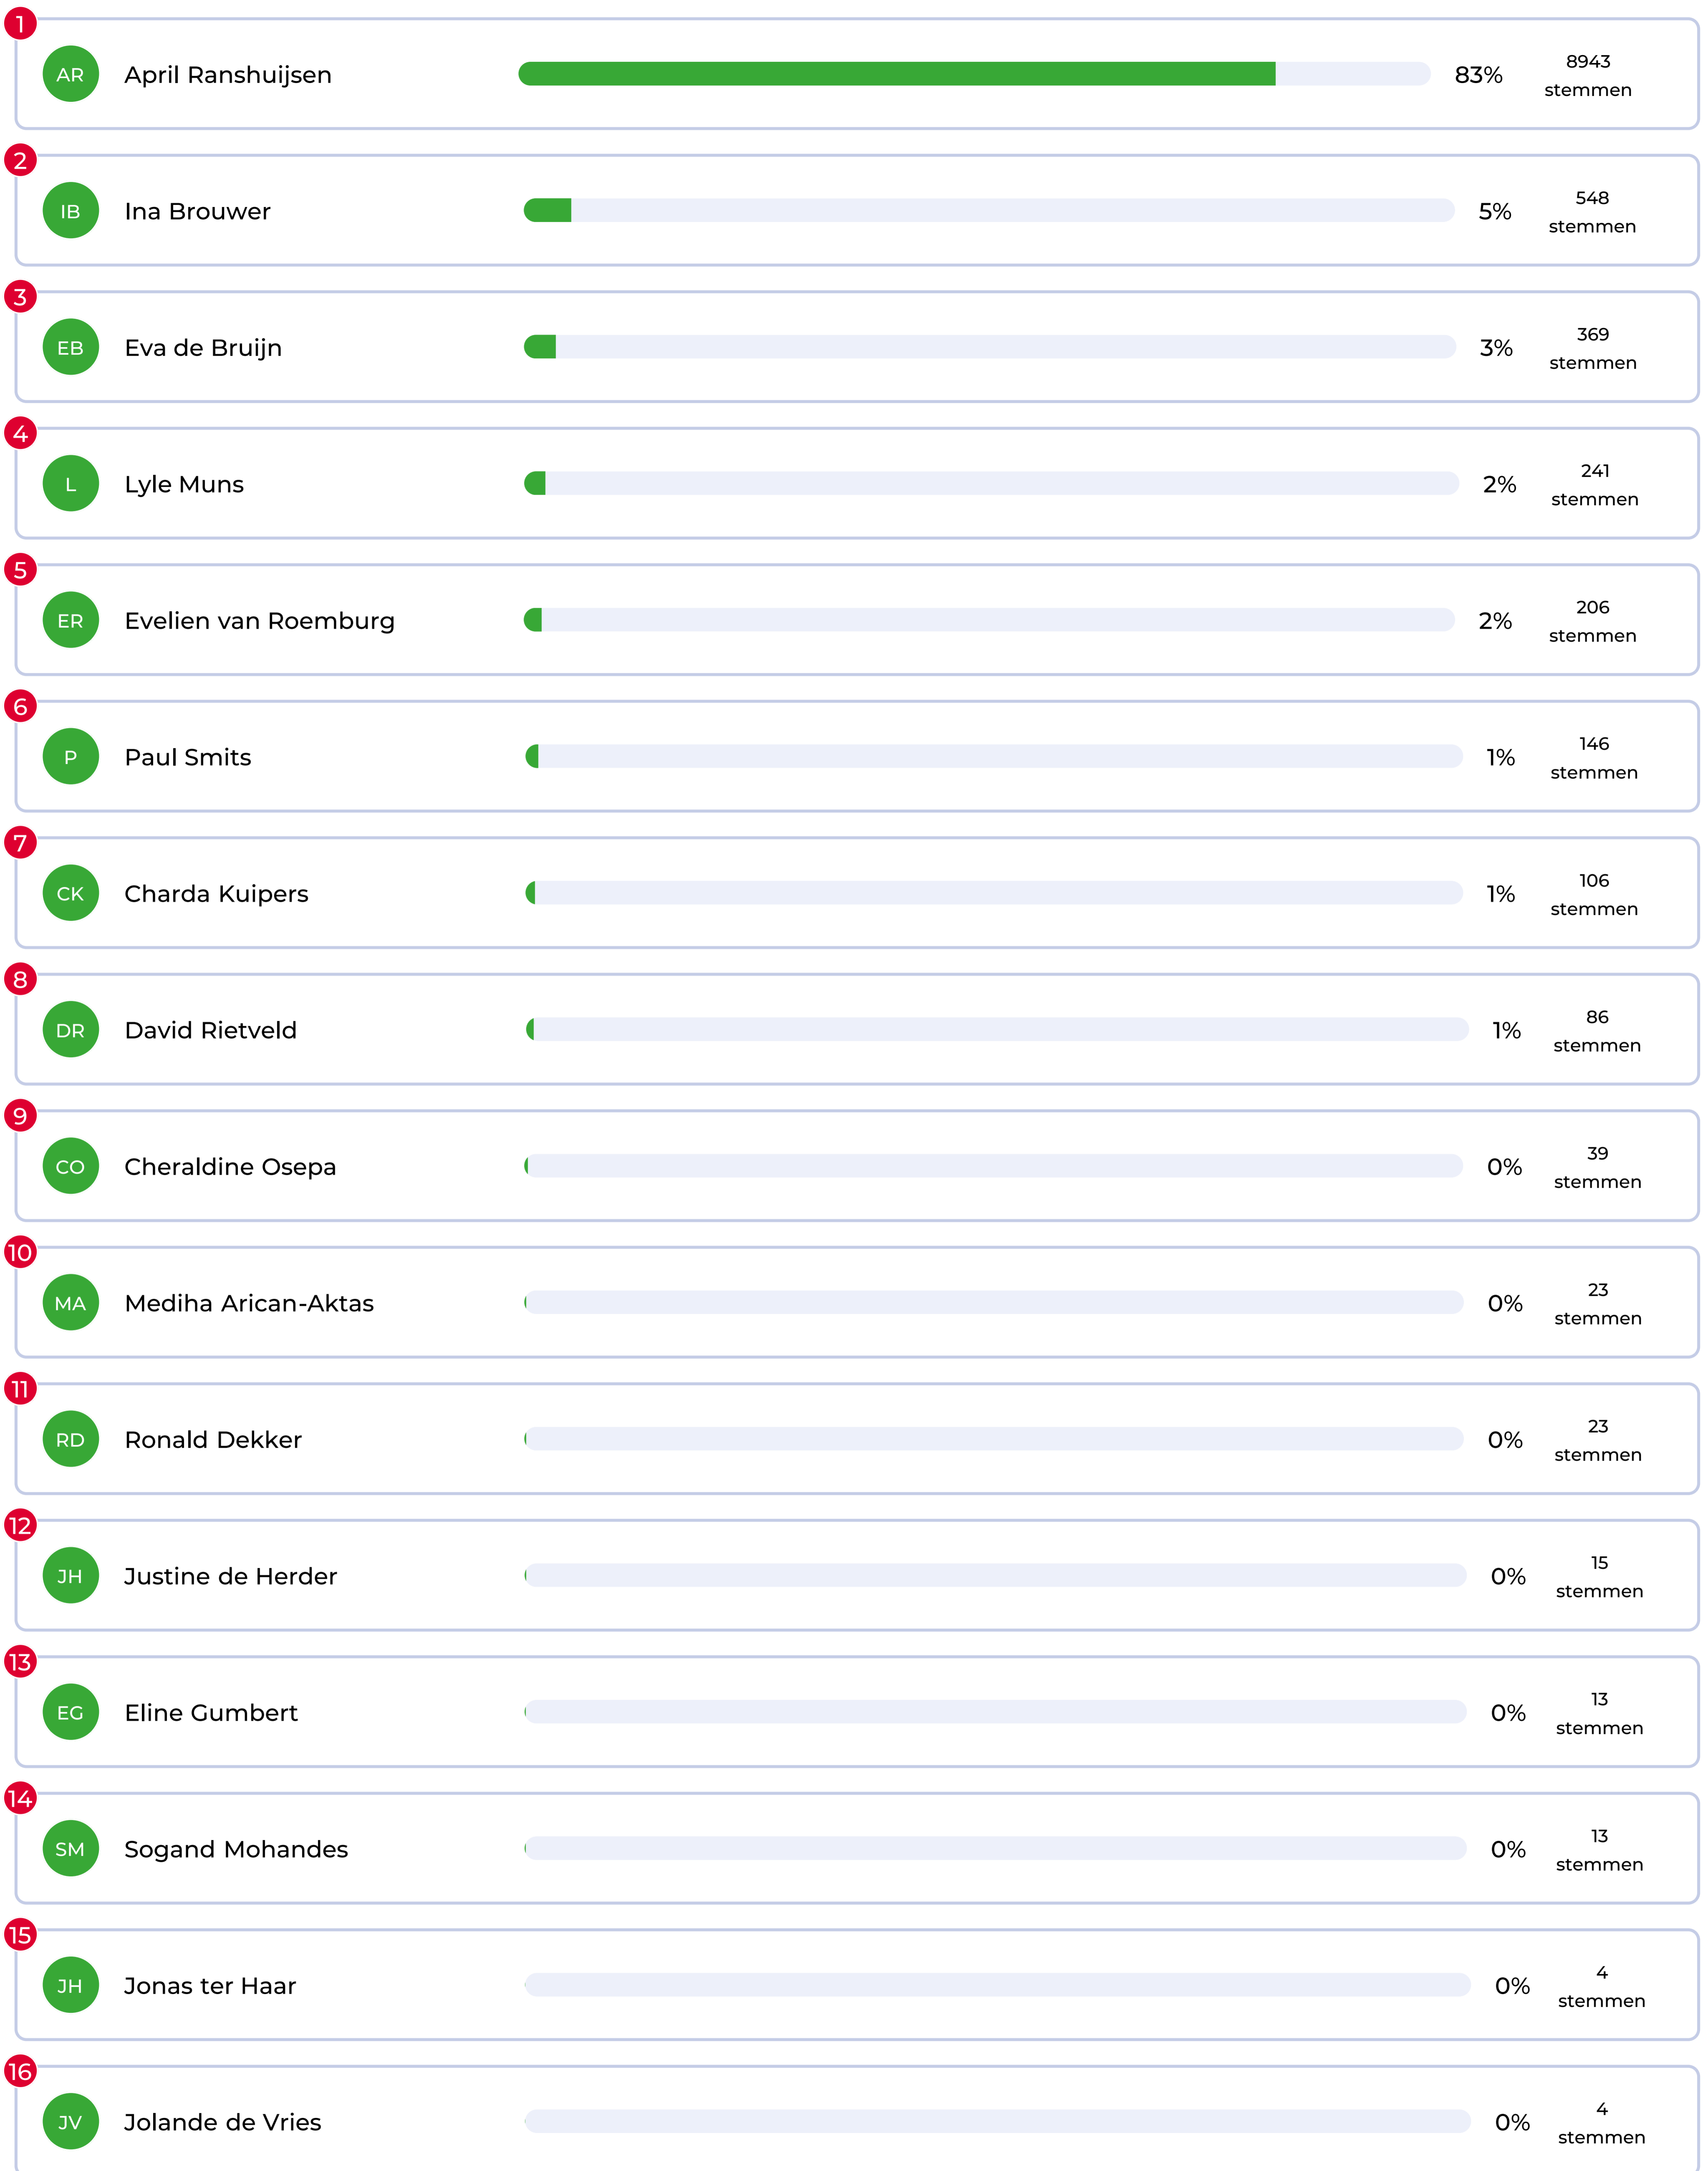 1
AR April Ranshuijsen 83% 8943
stemmen
2
IB Ina Brouwer 5% 548
stemmen
3
EB Eva de Bruijn 3% 369
stemmen
4
L Lyle Muns 2% 241
stemmen
5
ER Evelien van Roemburg 2% 206
stemmen
6
P Paul Smits 1% 146
stemmen
7
CK Charda Kuipers 1% 106
stemmen
8
DR David Rietveld 1% 86
stemmen
9
CO Cheraldine Osepa 0% 39
stemmen
10
MA Mediha Arican-Aktas 0% 23
stemmen
11
RD Ronald Dekker 0% 23
stemmen
12
JH Justine de Herder 0% 15
stemmen
13
EG Eline Gumbert 0% 13
stemmen
14
SM Sogand Mohandes 0% 13
stemmen
15
JH Jonas ter Haar 0% 4
stemmen
16
JV Jolande de Vries 0% 4
stemmen